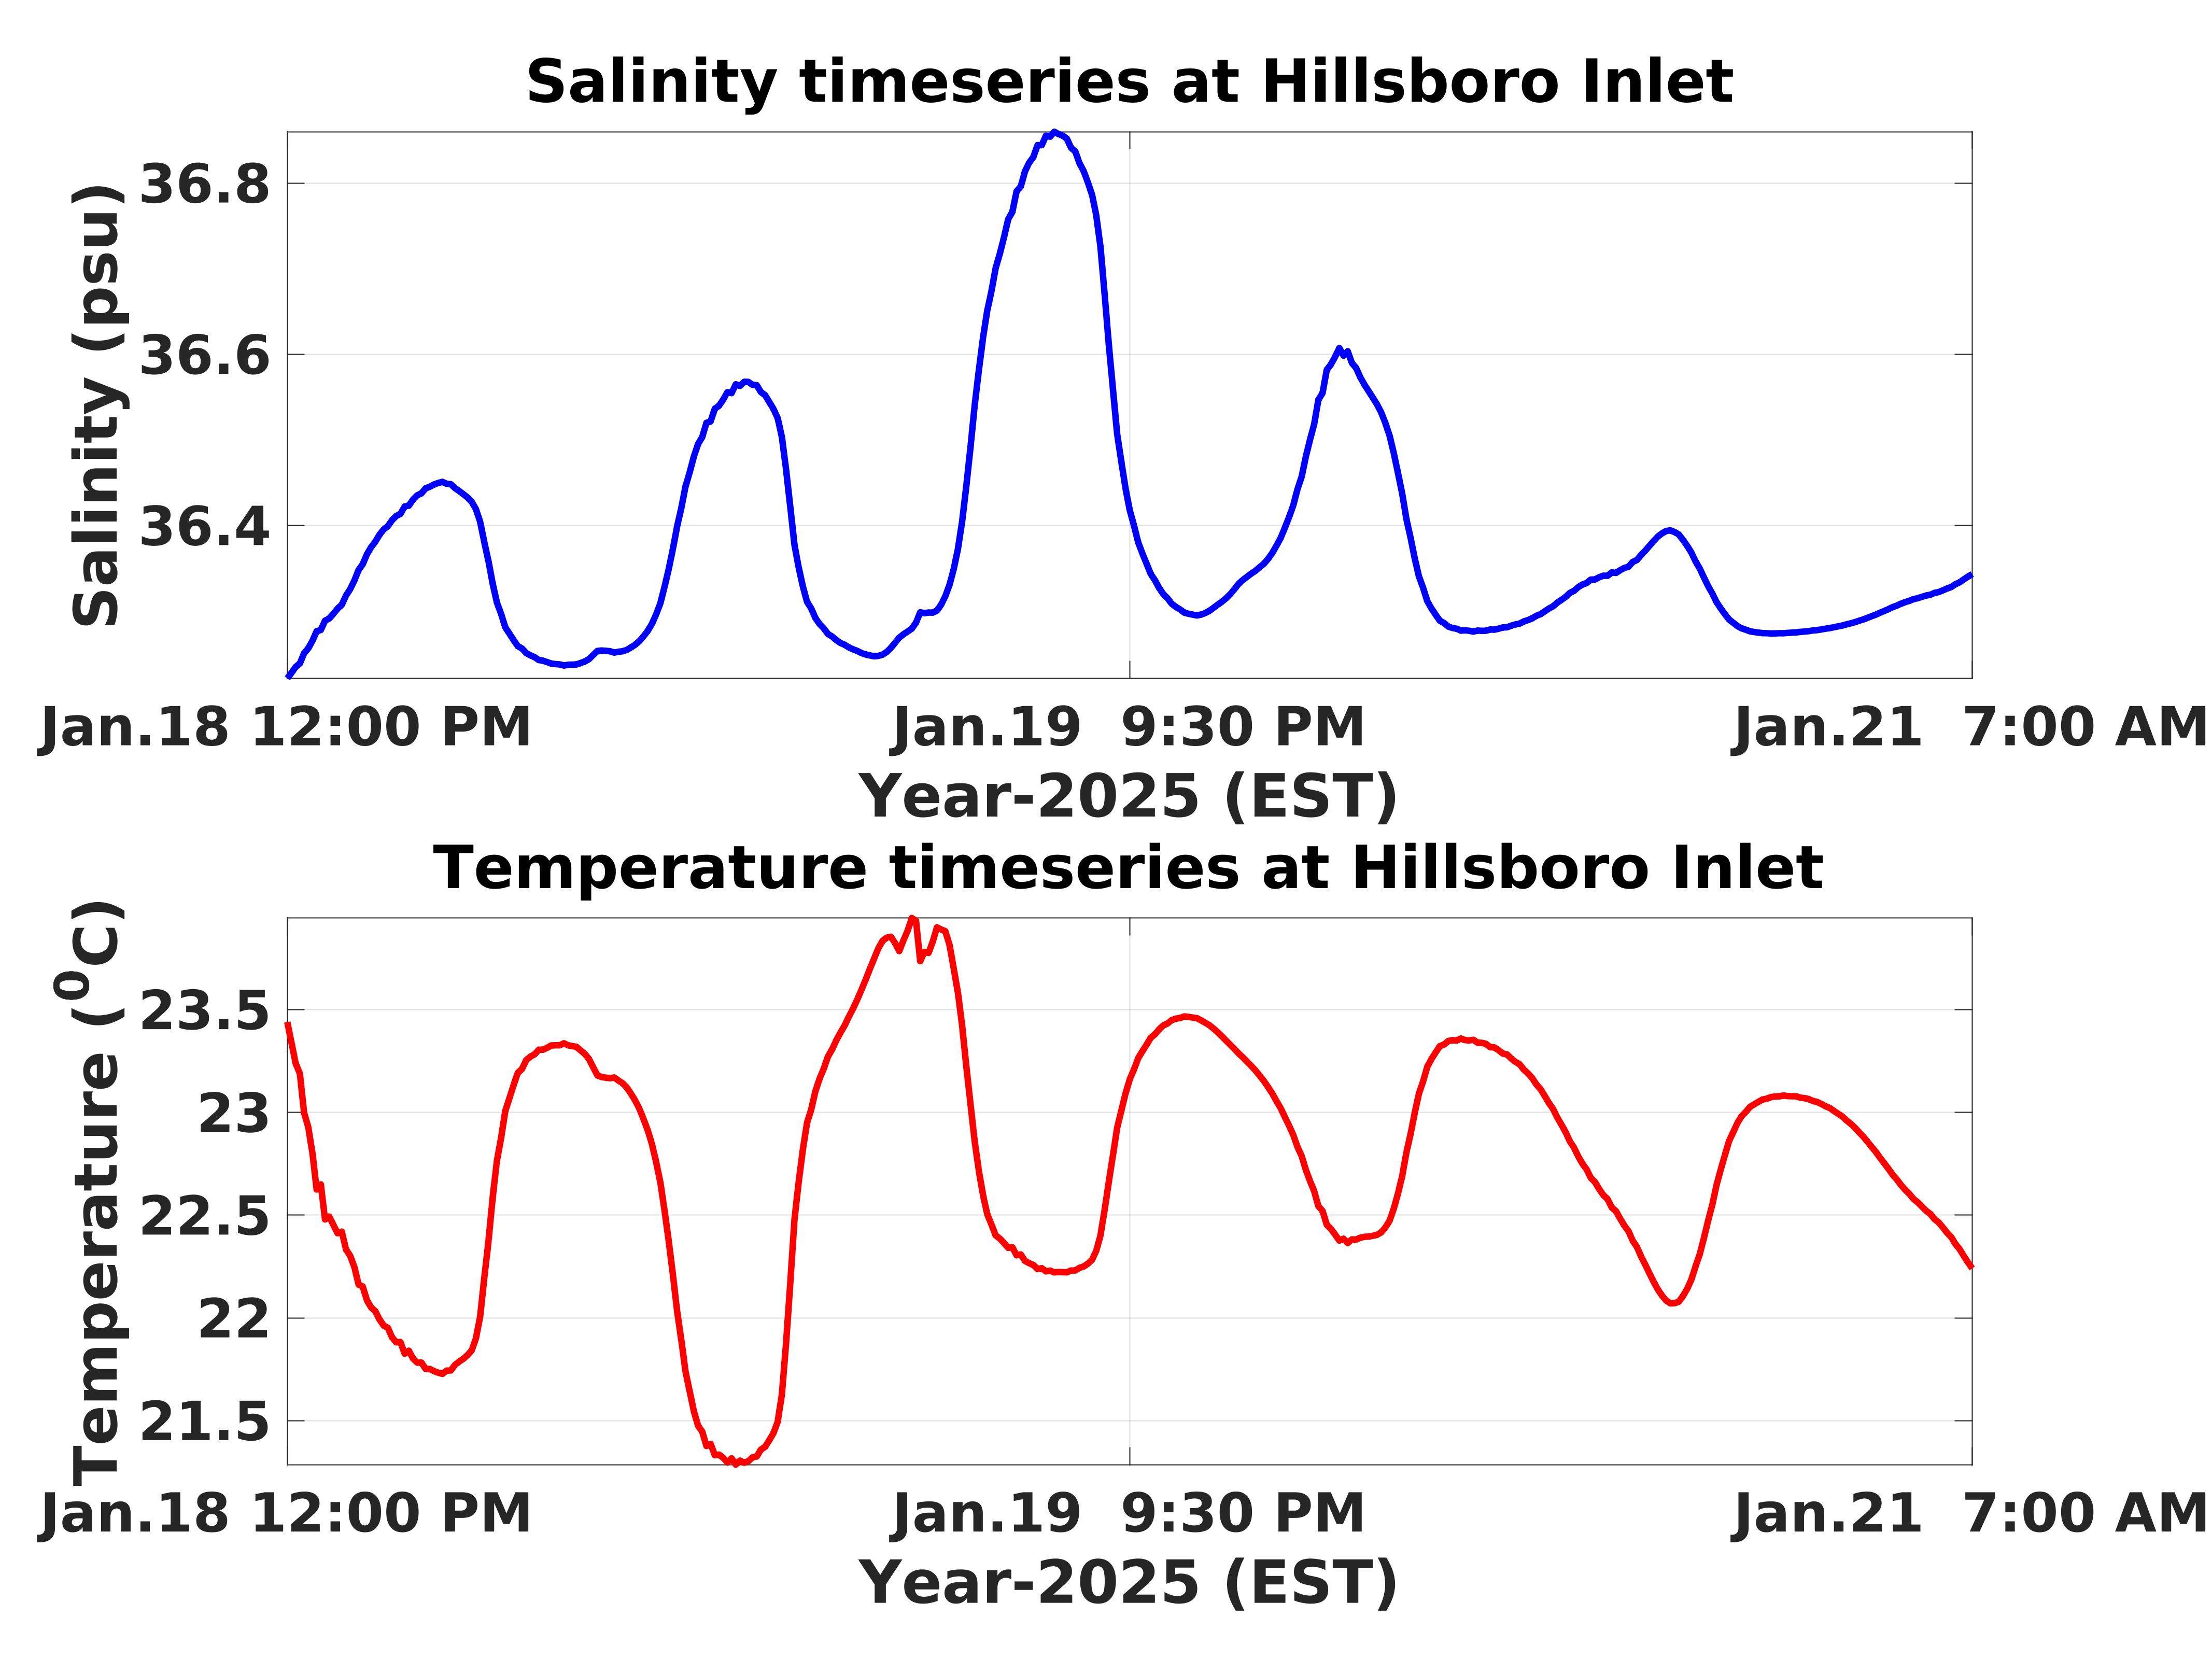 Salinity timeseries at Hillsboro Inlet
Salinity (psu)
36.8
36.6
36.4
Jan.18 12:00 PM
Jan.19 9:30 PM
Jan.21 7:00 AM
Year-2025 (EST)
Temperature timeseries at Hillsboro Inlet
Temperature (⁰C)
23.5
23
22.5
22
21.5
Jan.18 12:00 PM
Jan.19 9:30 PM
Jan.21 7:00 AM
Year-2025 (EST)